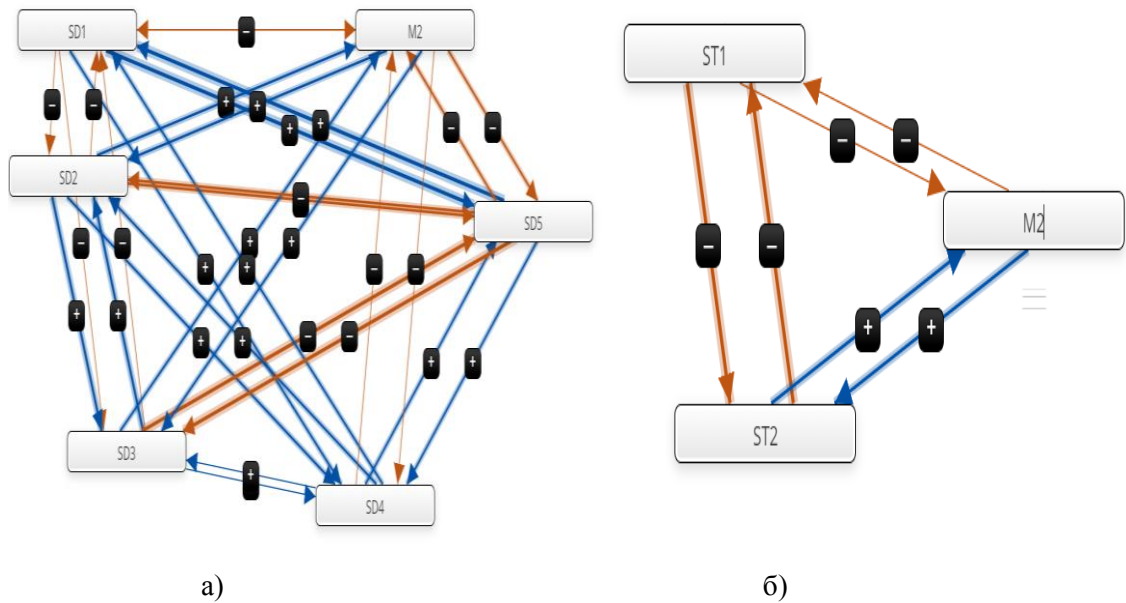 SD1 − M2
− − + + + + − −
SD2 − SD5
− − + +
+ + − −
+ + − −
+ + + +
SD3 +
SD4
а)
ST1
− −
M2
− −
+ +
ST2
б)